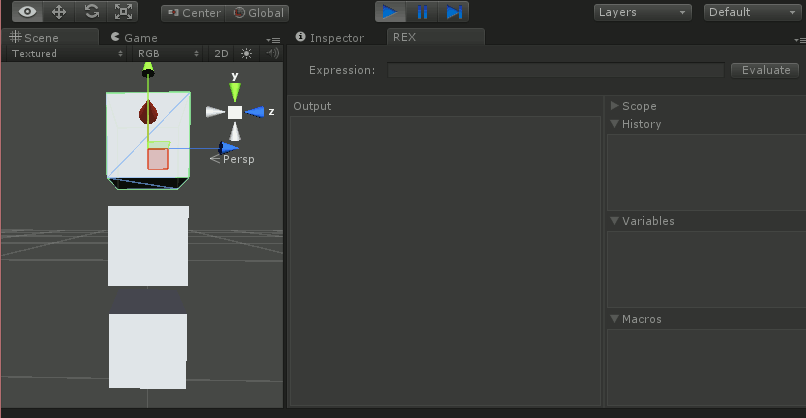 Center Global Layers Default
Scene Game Inspector REX
Textured RGB 2D
Expression: Evaluate
y
z
Persp
Output Scope
History
Variables
Macros